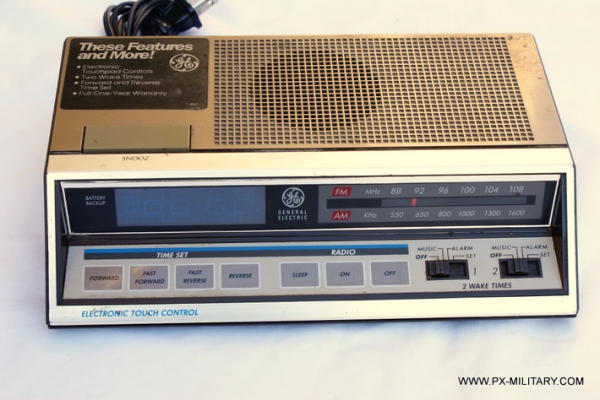 These Features
and More!
• Electronic
Touchpad Controls
• Two Wake Times
• Forward and Reverse
Time Set
• Full One-Year Warranty
GE
SNOOZ
BATTERY
BACKUP
GE
GENERAL
ELECTRIC
FM MHz 88 92 96 100 104 108
AM KHz 550 650 800 1000 1300 1600
TIME SET
RADIO
FORWARD
FAST
FORWARD
FAST
REVERSE
REVERSE
SLEEP
ON
OFF
MUSIC ALARM
OFF SET
1
MUSIC ALARM
OFF SET
2
2 WAKE TIMES
ELECTRONIC TOUCH CONTROL
WWW.PX-MILITARY.COM